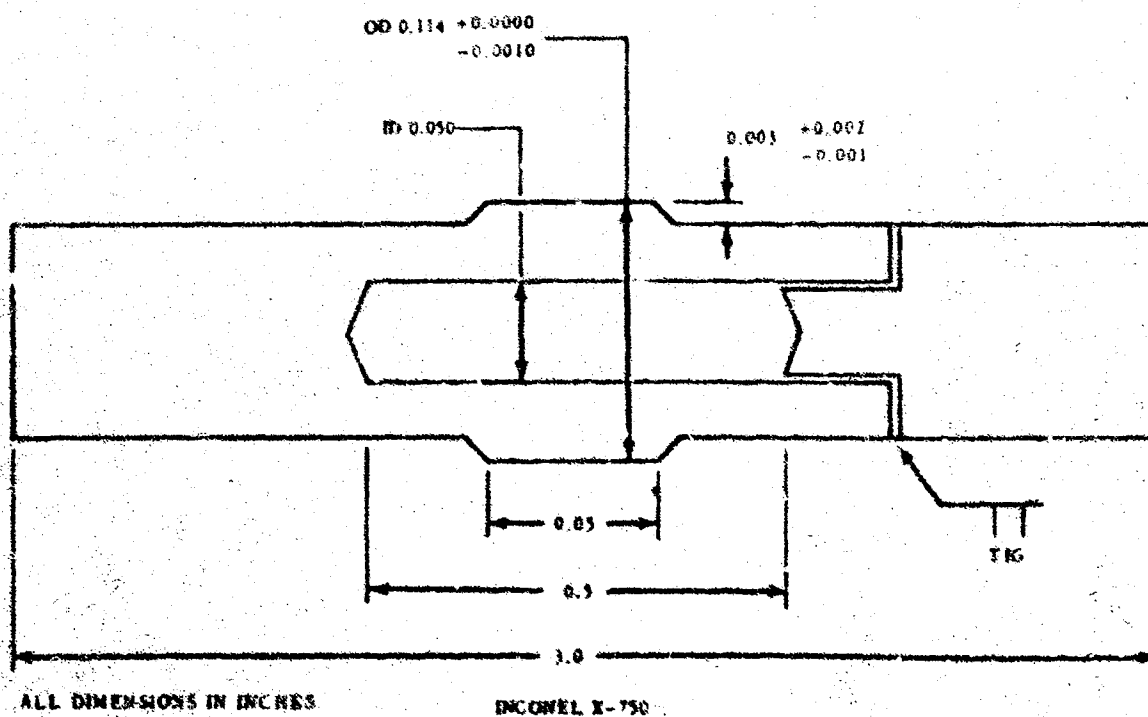 OD 0.114 +0.0000
-0.0010
ID 0.050
0.003 +0.002
-0.001
0.05
0.5
TIG
3.0
ALL DIMENSIONS IN INCHES
INCONEL X-750